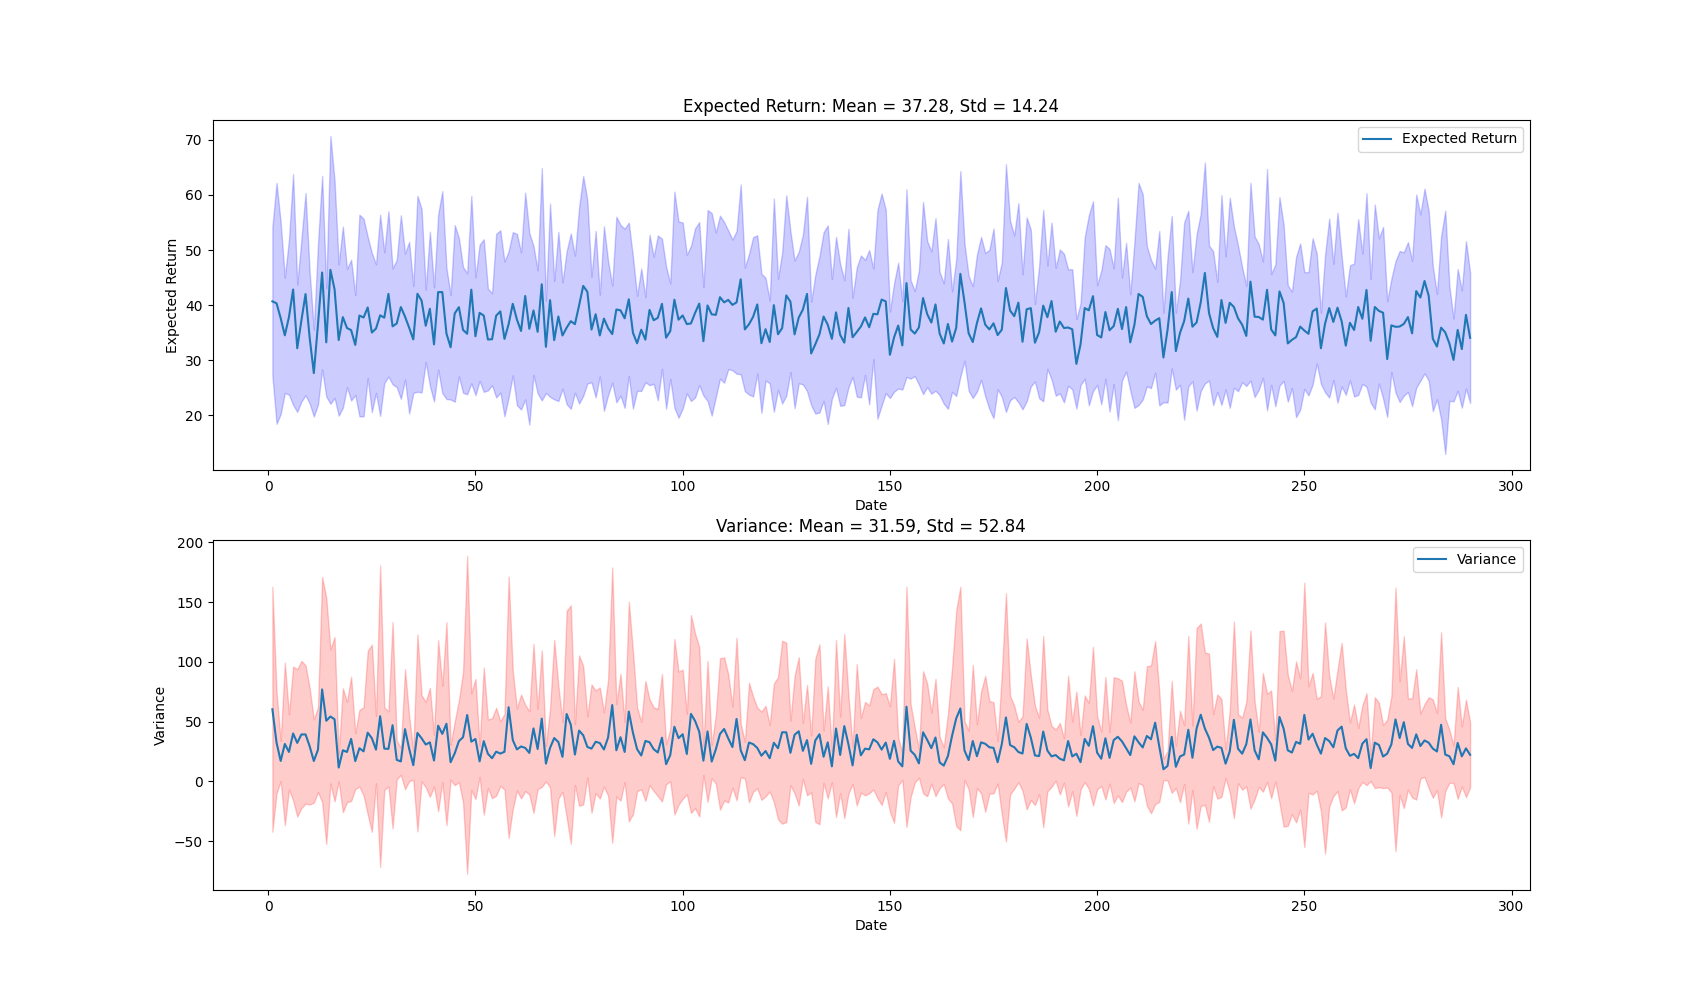 Expected Return: Mean = 37.28, Std = 14.24
Expected Return
70
60
50
40
30
20
Expected Return
0 50 100 150 200 250 300
Date
Variance: Mean = 31.59, Std = 52.84
Variance
200
150
100
50
0
−50
Variance
0 50 100 150 200 250 300
Date